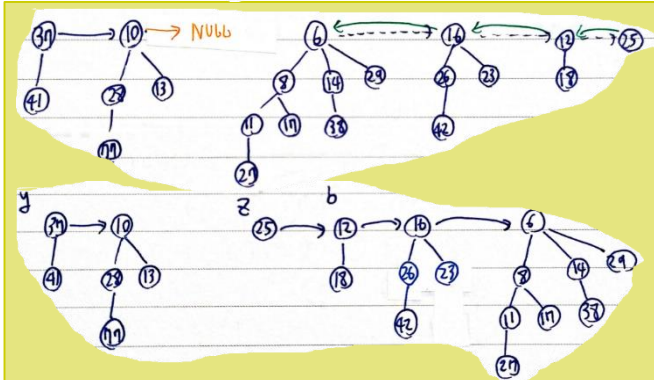 37 10 NULL 6 16 12 25
41 28 13 8 14 29 26 23 18
77 11 17 38 42
27
y z b
37 10 25 12 16 6
41 28 13 18 26 23 8 14 29
77 42 11 17 38
27